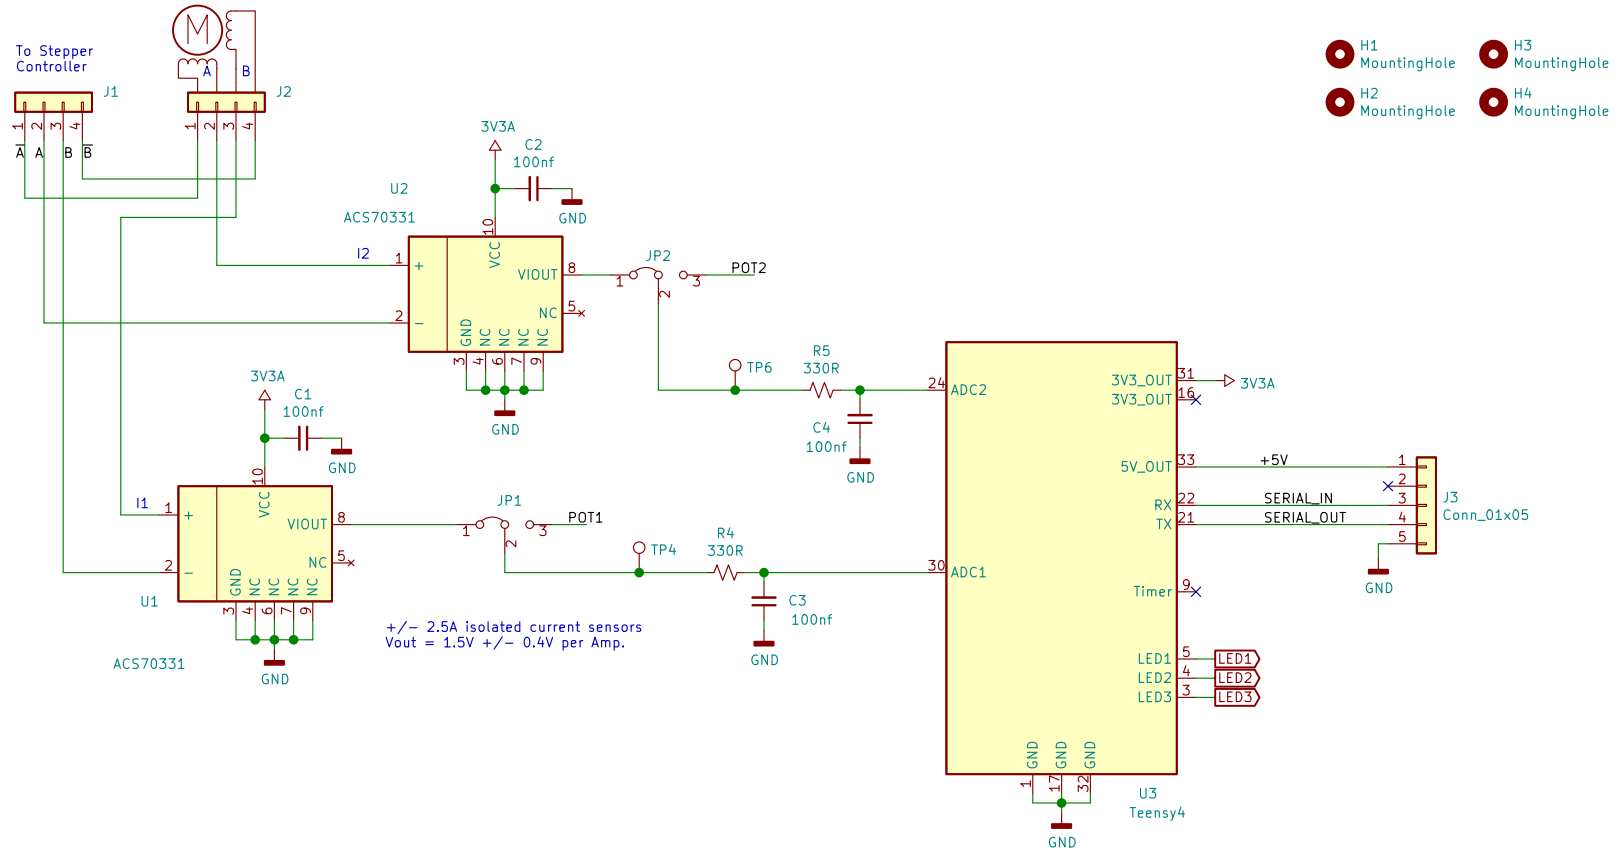 To Stepper
Controller
J1
1
2
3
4
A
A
B
B
M
A
B
J2
1
2
3
4
H1
MountingHole
H2
MountingHole
H3
MountingHole
H4
MountingHole
3V3A
C2
100nf
GND
U2
ACS70331
I2
1
+
2
−
10
VCC
VIOUT
8
NC
5
GND
NC
NC
NC
NC
3
4
6
7
9
GND
JP2
1
2
3
POT2
TP6
R5
330R
C4
100nf
GND
3V3A
C1
100nf
GND
I1
1
+
2
−
10
VCC
VIOUT
8
NC
5
GND
NC
NC
NC
NC
3
4
6
7
9
GND
U1
ACS70331
JP1
1
2
3
POT1
TP4
R4
330R
C3
100nf
GND
+/− 2.5A isolated current sensors
Vout = 1.5V +/− 0.4V per Amp.
24
ADC2
30
ADC1
3V3_OUT
31
3V3A
3V3_OUT
16
5V_OUT
33
+5V
RX
22
SERIAL_IN
TX
21
SERIAL_OUT
Timer
9
LED1
5
LED1
LED2
4
LED2
LED3
3
LED3
GND
GND
GND
1
17
32
GND
U3
Teensy4
1
2
3
4
5
J3
Conn_01x05
GND